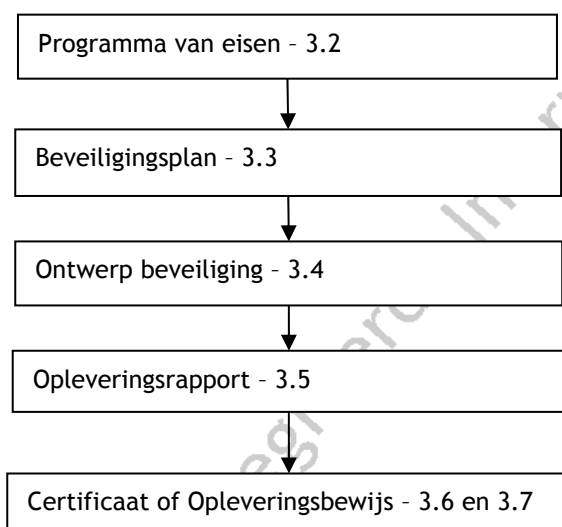 Programma van eisen – 3.2
Beveiligingsplan – 3.3
Ontwerp beveiliging – 3.4
Opleveringsrapport – 3.5
Certificaat of Opleveringsbewijs – 3.6 en 3.7